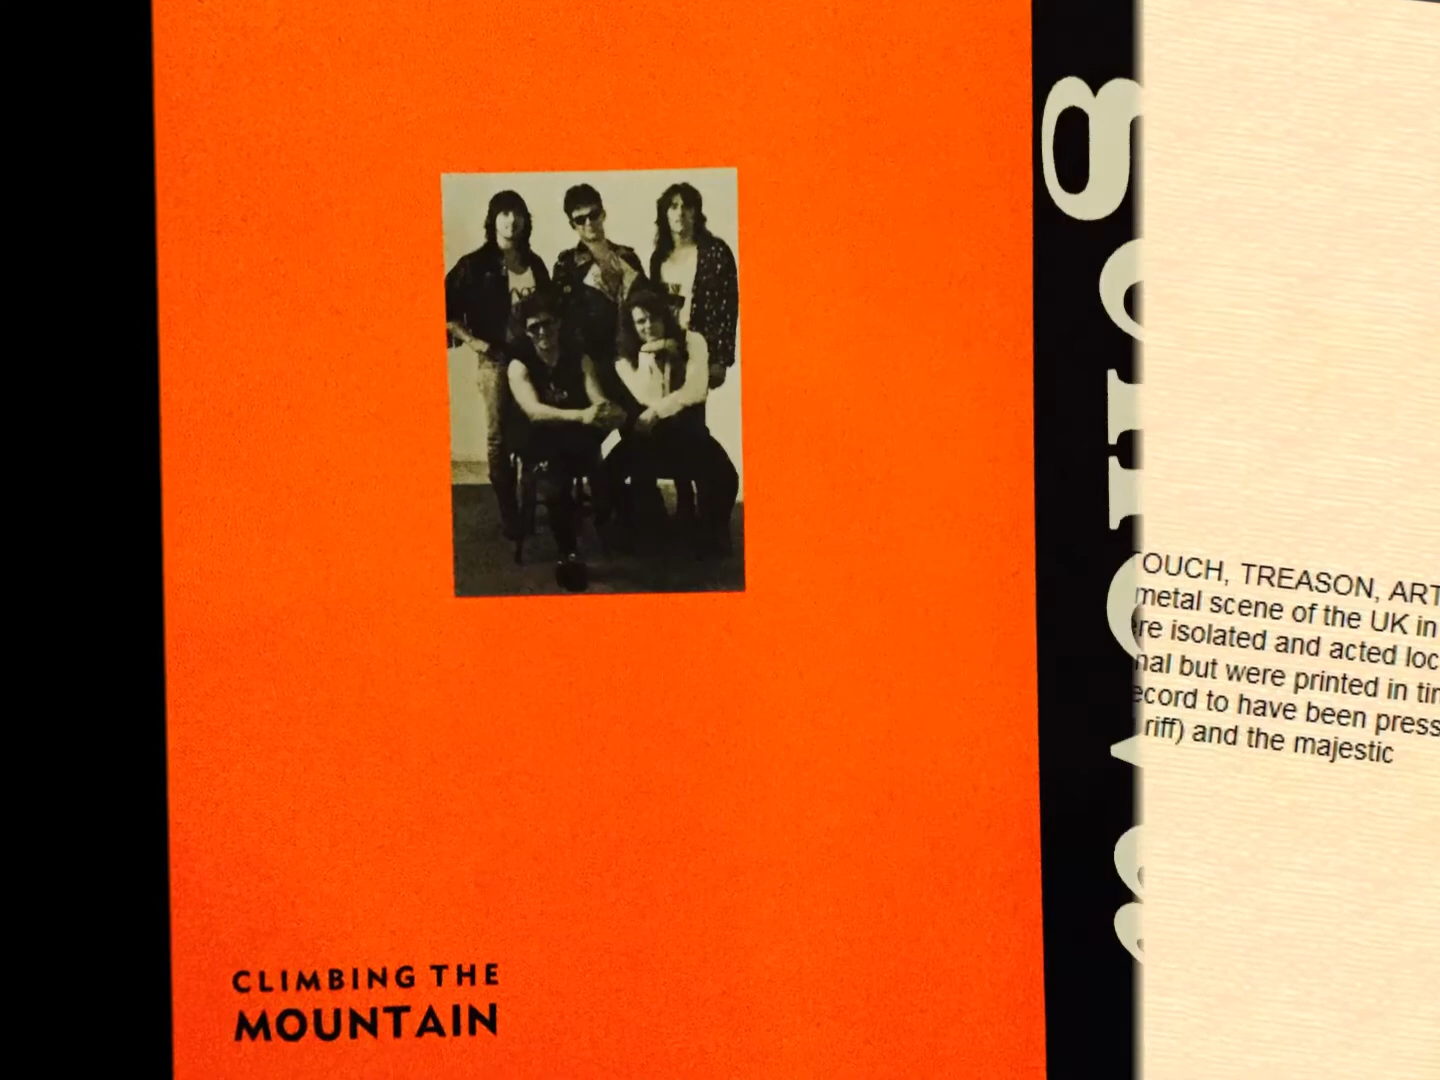 CLIMBING THE
MOUNTAIN
OUCH, TREASON, ART
metal scene of the UK in
re isolated and acted loc
nal but were printed in tir
ecord to have been press
riff) and the majestic